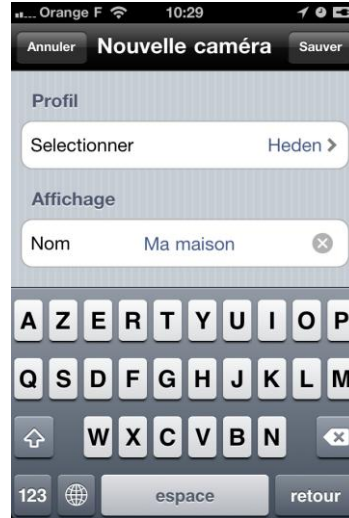 ... Orange F 10:29
Annuler Nouvelle caméra Sauver
Profil
Selectionner Heden >
Affichage
Nom Ma maison
A Z E R T Y U I O P
Q S D F G H J K L M
W X C V B N
123 espace retour